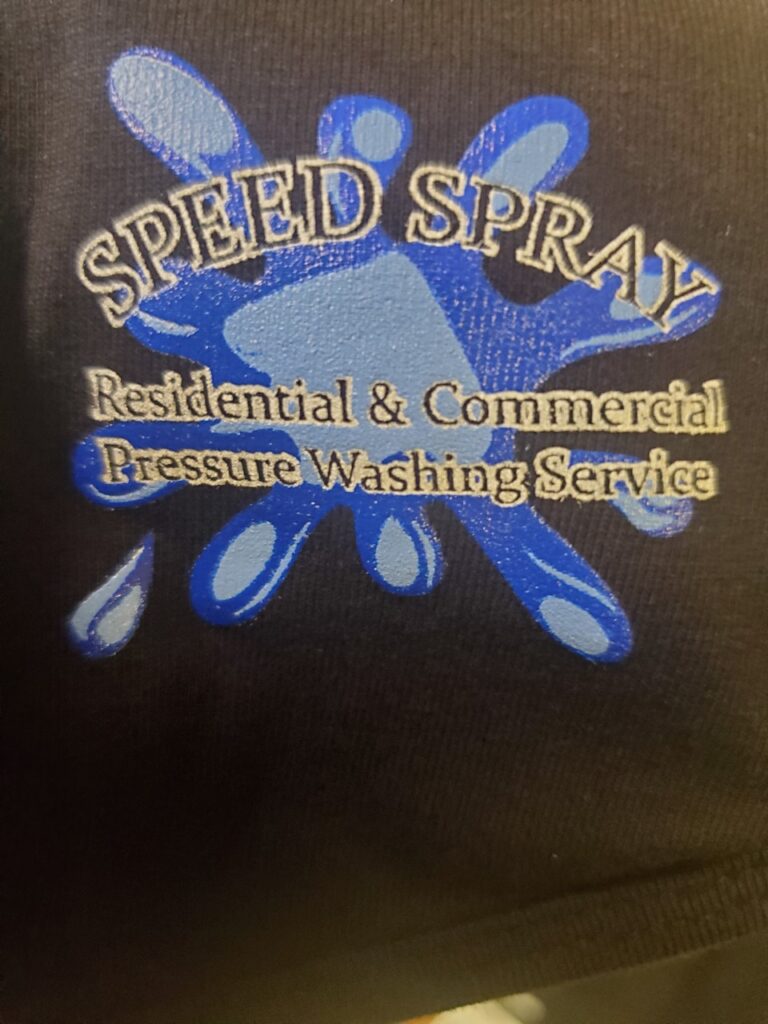 SPEED SPRAY
Residential & Commercial
Pressure Washing Service